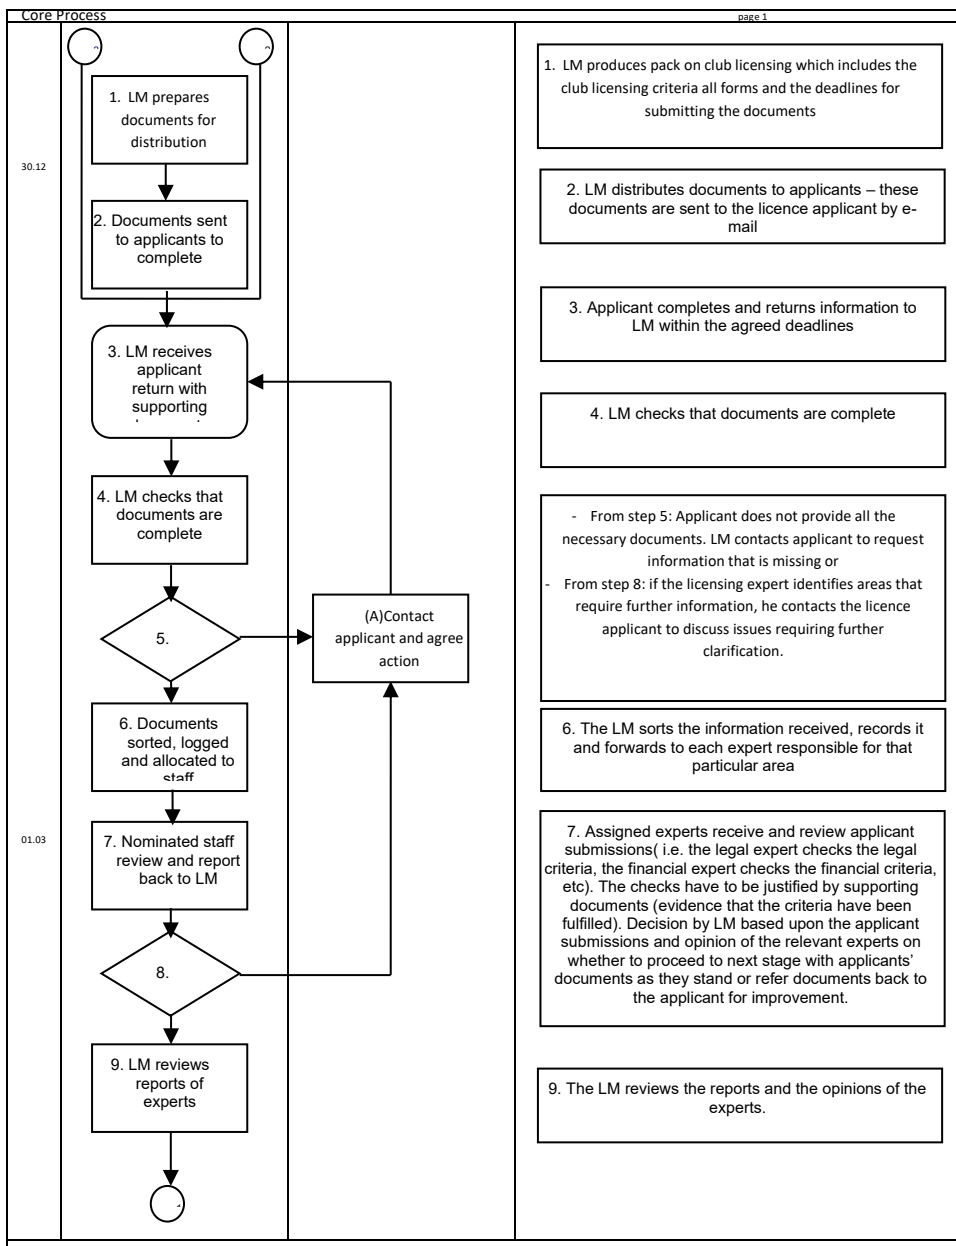 Core Process
page 1
1. LM prepares
documents for
distribution
30.12
2. Documents sent
to applicants to
complete
3. LM receives
applicant
return with
supporting
4. LM checks that
documents are
complete
5.
(A)Contact
applicant and agree
action
6. Documents
sorted, logged
and allocated to
staff
01.03
7. Nominated staff
review and report
back to LM
8.
9. LM reviews
reports of
experts
1. LM produces pack on club licensing which includes the
club licensing criteria all forms and the deadlines for
submitting the documents
2. LM distributes documents to applicants – these
documents are sent to the licence applicant by e-
mail
3. Applicant completes and returns information to
LM within the agreed deadlines
4. LM checks that documents are complete
- From step 5: Applicant does not provide all the
necessary documents. LM contacts applicant to request
information that is missing or
- From step 8: if the licensing expert identifies areas that
require further information, he contacts the licence
applicant to discuss issues requiring further
clarification.
6. The LM sorts the information received, records it
and forwards to each expert responsible for that
particular area
7. Assigned experts receive and review applicant
submissions( i.e. the legal expert checks the legal
criteria, the financial expert checks the financial criteria,
etc). The checks have to be justified by supporting
documents (evidence that the criteria have been
fulfilled). Decision by LM based upon the applicant
submissions and opinion of the relevant experts on
whether to proceed to next stage with applicants’
documents as they stand or refer documents back to
the applicant for improvement.
9. The LM reviews the reports and the opinions of the
experts.